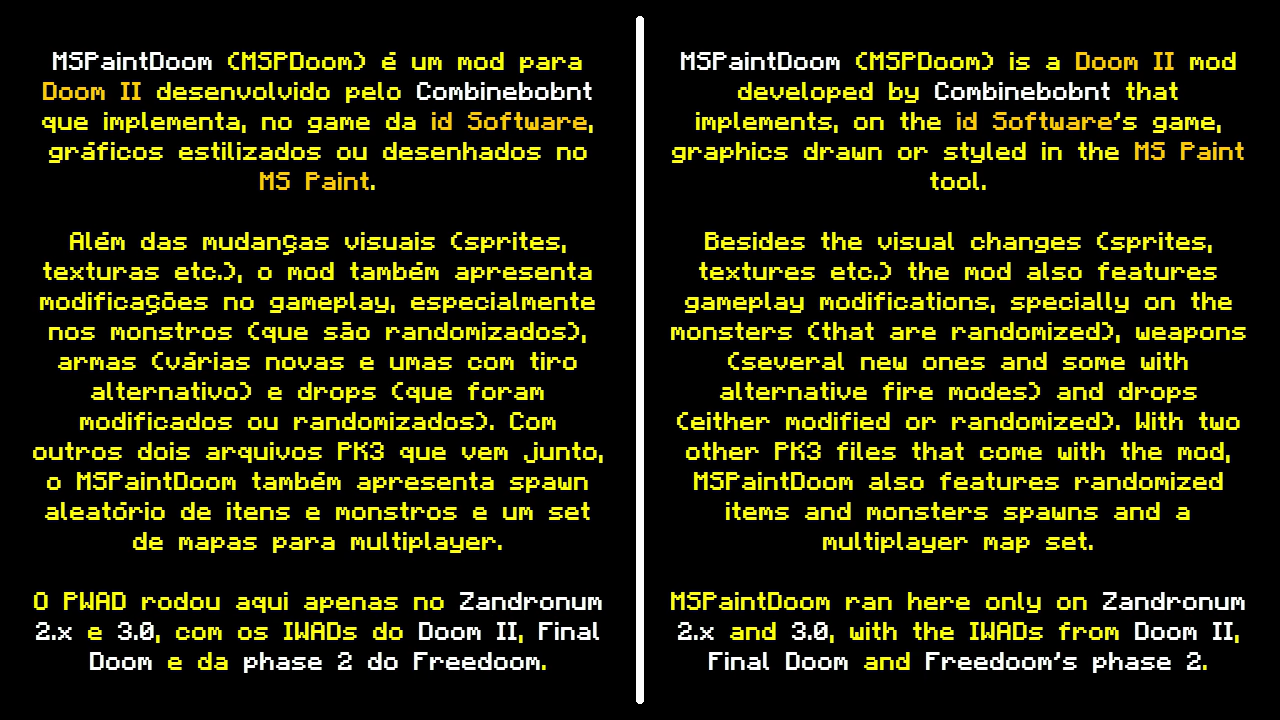 MSPaintDoom (MSPDoom) é um mod para
Doom II desenvolvido pelo Combinebobnt
que implementa, no game da id Software,
gráficos estilizados ou desenhados no
MS Paint.
Além das mudanças visuais (sprites,
texturas etc.), o mod também apresenta
modificações no gameplay, especialmente
nos monstros (que são randomizados),
armas (várias novas e umas com tiro
alternativo) e drops (que foram
modificados ou randomizados). Com
outros dois arquivos PK3 que vem junto,
o MSPaintDoom também apresenta spawn
aleatório de itens e monstros e um set
de mapas para multiplayer.
O PWAD rodou aqui apenas no Zandronum
2.x e 3.0, com os IWADs do Doom II, Final
Doom e da phase 2 do Freedoom.
MSPaintDoom (MSPDoom) is a Doom II mod
developed by Combinebobnt that
implements, on the id Software's game,
graphics drawn or styled in the MS Paint
tool.
Besides the visual changes (sprites,
textures etc.) the mod also features
gameplay modifications, specially on the
monsters (that are randomized), weapons
(several new ones and some with
alternative fire modes) and drops
(either modified or randomized). With two
other PK3 files that come with the mod,
MSPaintDoom also features randomized
items and monsters spawns and a
multiplayer map set.
MSPaintDoom ran here only on Zandronum
2.x and 3.0, with the IWADs from Doom II,
Final Doom and Freedoom's phase 2.